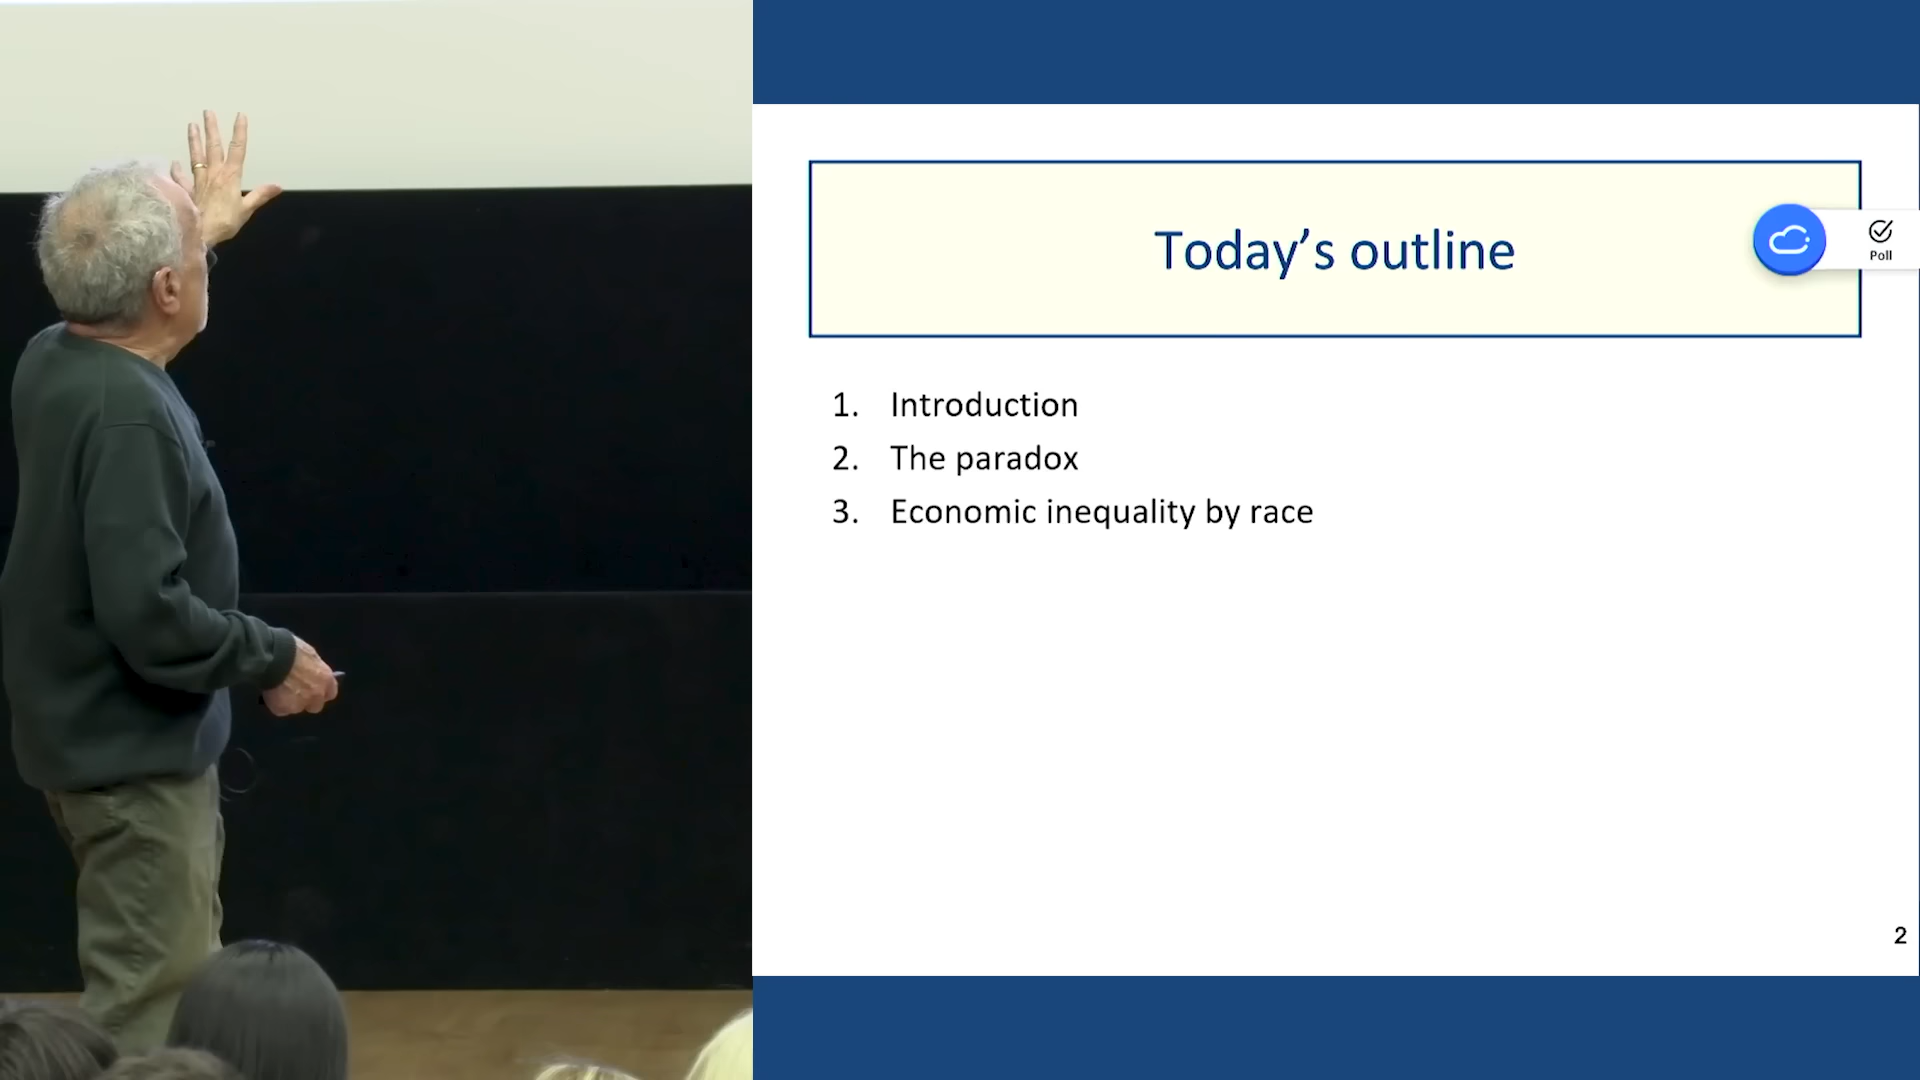 Today’s outline
Poll
1. Introduction
2. The paradox
3. Economic inequality by race
2